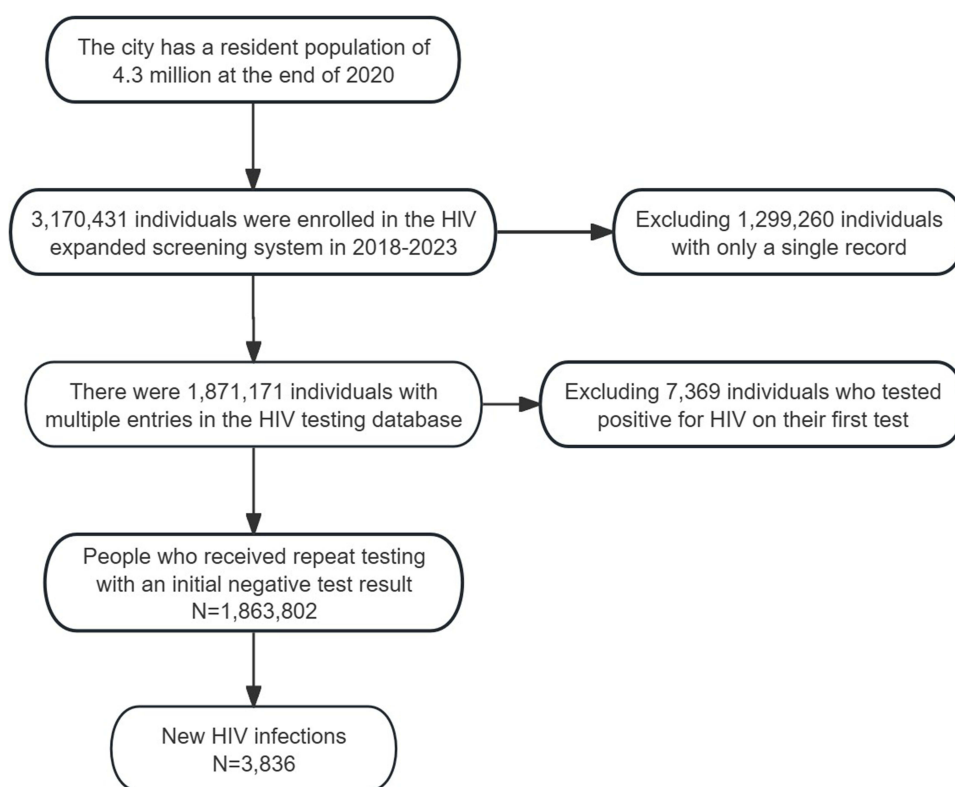 The city has a resident population of
4.3 million at the end of 2020
3,170,431 individuals were enrolled in the HIV
expanded screening system in 2018-2023
Excluding 1,299,260 individuals
with only a single record
There were 1,871,171 individuals with
multiple entries in the HIV testing database
Excluding 7,369 individuals who tested
positive for HIV on their first test
People who received repeat testing
with an initial negative test result
N=1,863,802
New HIV infections
N=3,836